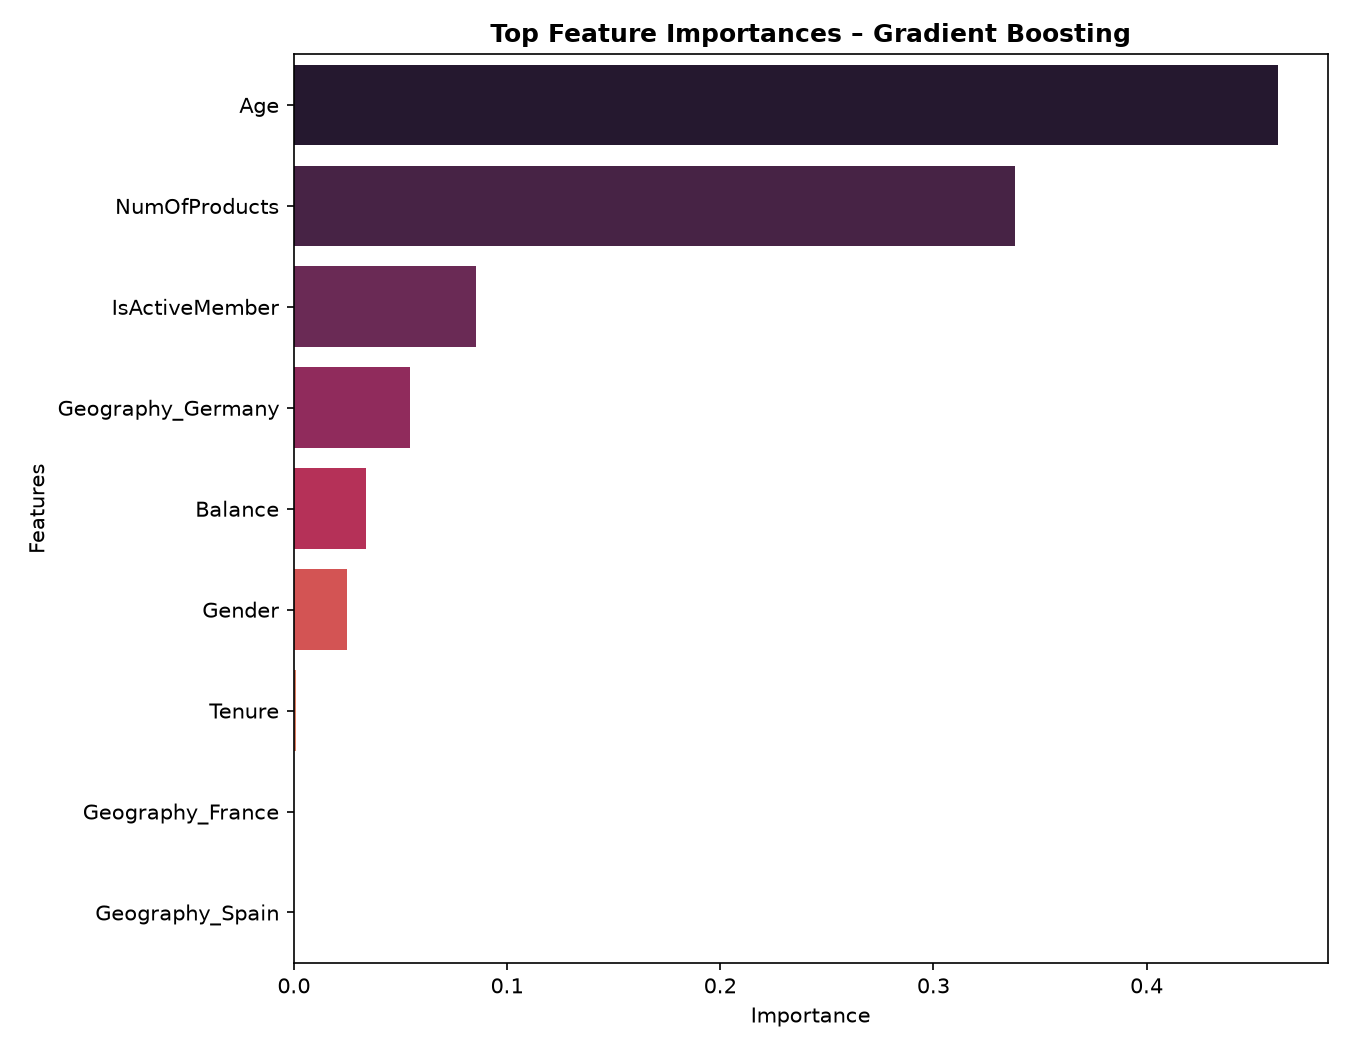 Top Feature Importances – Gradient Boosting
Features
Age
NumOfProducts
IsActiveMember
Geography_Germany
Balance
Gender
Tenure
Geography_France
Geography_Spain
0.0 0.1 0.2 0.3 0.4
Importance